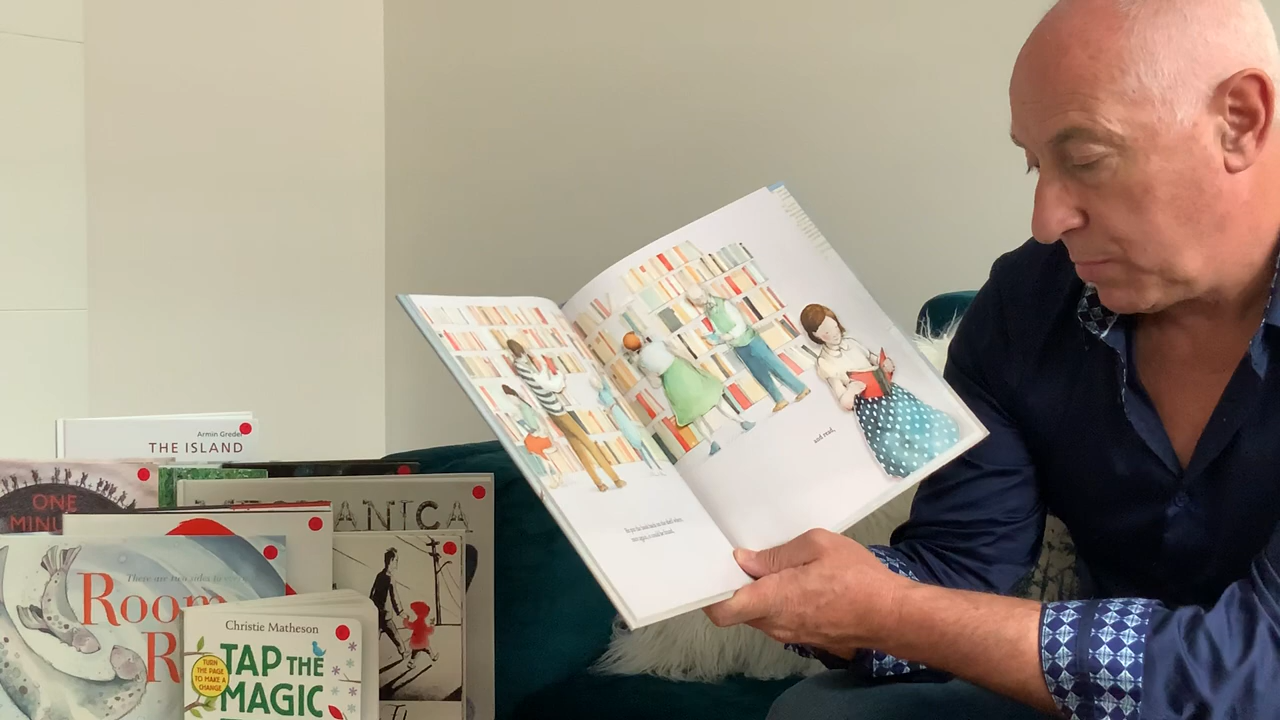 Armin Greder
THE ISLAND
ONE
MINU
ANICA
There are two sides to every
Room
R
Christie Matheson
TURN
THE PAGE
TO MAKE A
CHANGE
TAP THE
MAGIC
and read,